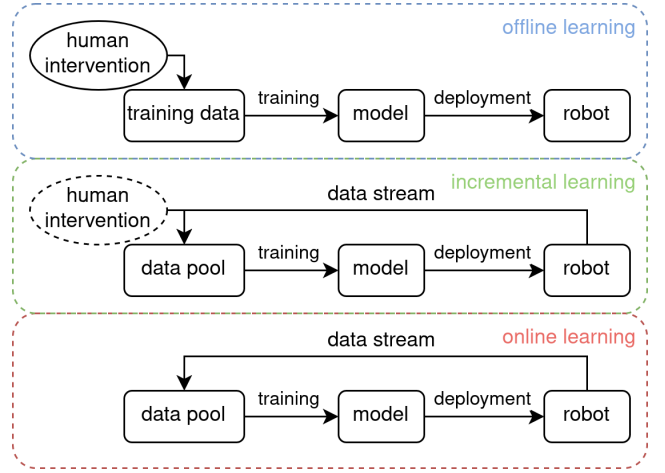 offline learning
human
intervention
training data
training
model
deployment
robot
incremental learning
human
intervention
data stream
data pool
training
model
deployment
robot
online learning
data stream
data pool
training
model
deployment
robot